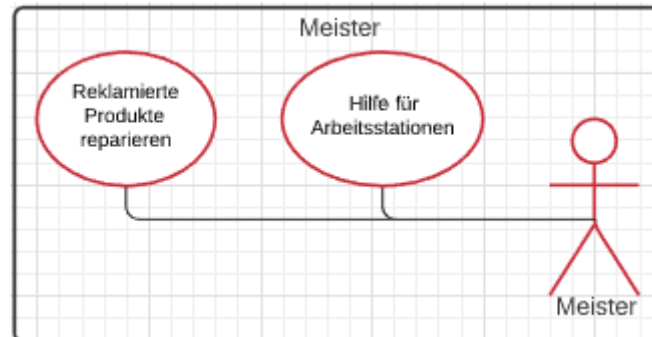 Meister
Reklamierte
Produkte
reparieren
Hilfe für
Arbeitsstationen
Meister